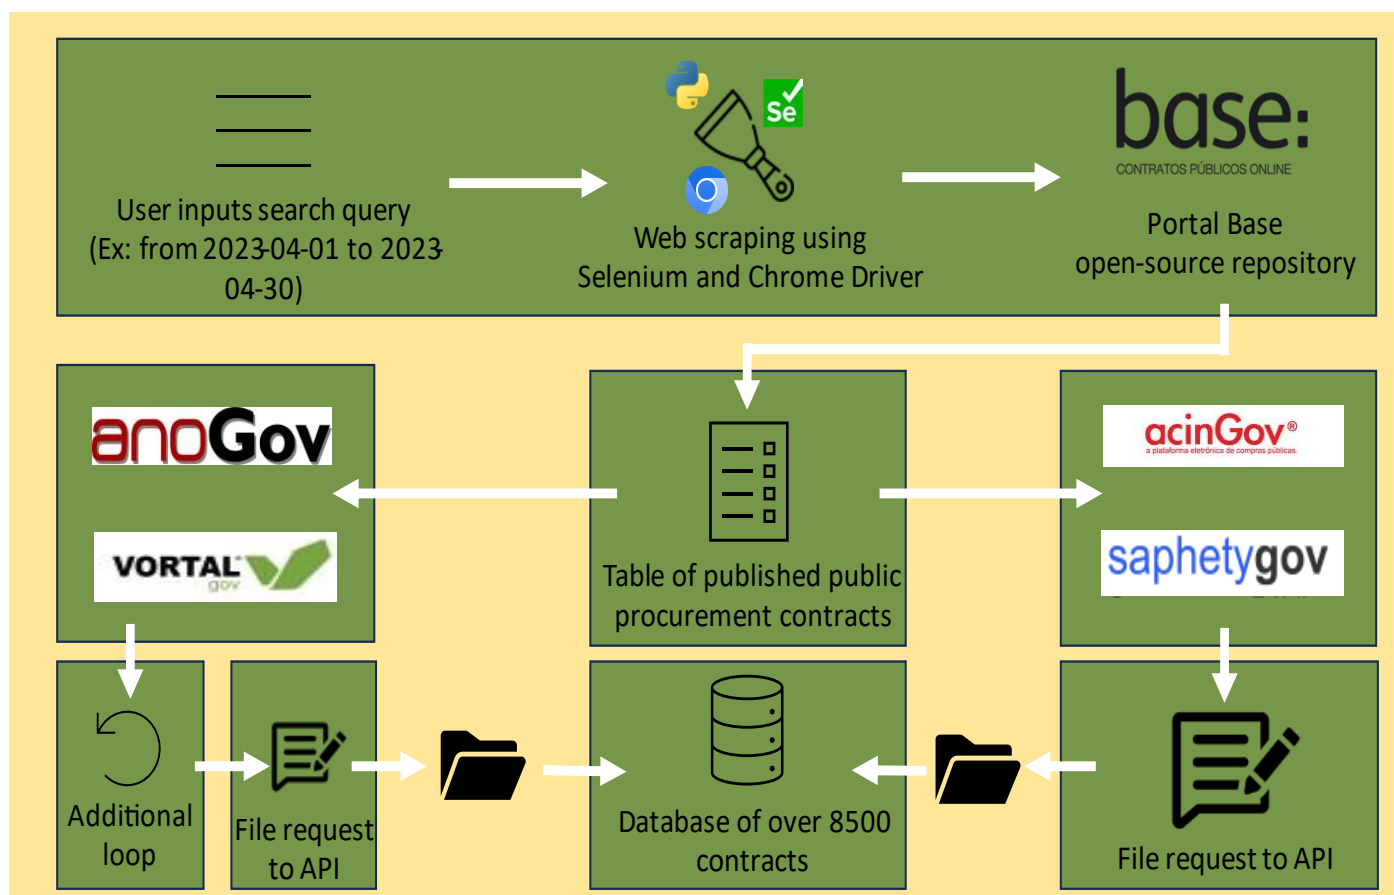 Se
base:
CONTRATOS PÚBLICOS ONLINE
User inputs search query
(Ex: from 2023-04-01 to 2023-
04-30)
Web scraping using
Selenium and Chrome Driver
Portal Base
open-source repository
anoGov
VORTAL
gov
Table of published public
procurement contracts
acinGov®
a plataforma eletrónica de compras públicas.
saphetygov
Additional
loop
File request
to API
Database of over 8500
contracts
File request to API